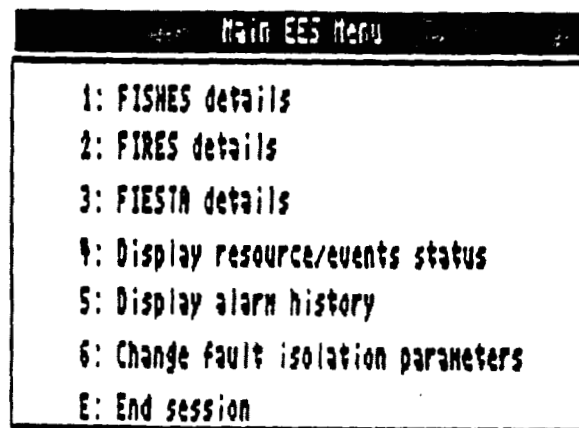 Main EES Menu
1: FISHES details
2: FIRES details
3: FIESTA details
4: Display resource/events status
5: Display alarm history
6: Change fault isolation parameters
E: End session